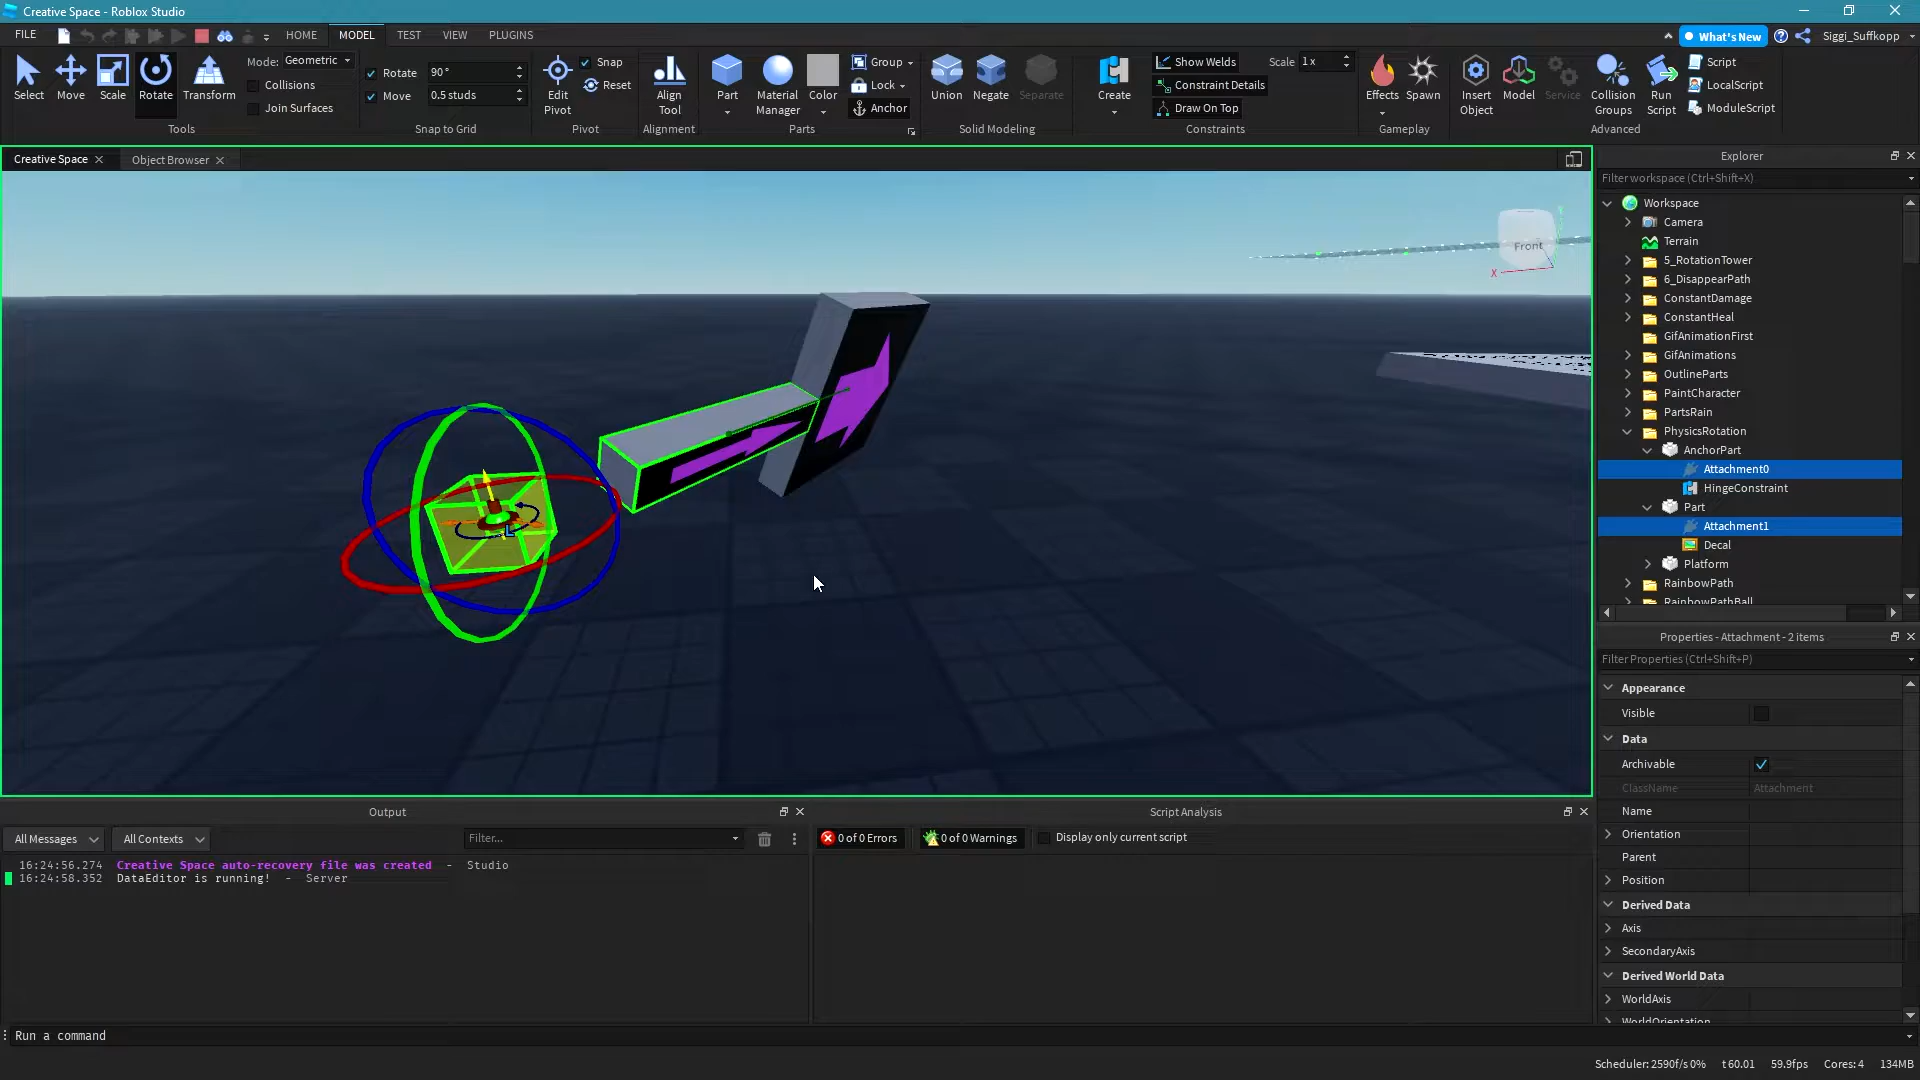 Creative Space - Roblox Studio
FILE
HOME
MODEL
TEST
VIEW
PLUGINS
What's New
Siggi_Suffkopp
Select
Move
Scale
Rotate
Transform
Mode: Geometric
Collisions
Join Surfaces
Tools
Rotate 90°
Move 0.5 studs
Snap to Grid
Edit Pivot
Snap
Reset
Pivot
Align Tool
Alignment
Part
Material Manager
Color
Group
Lock
Anchor
Parts
Union
Negate
Separate
Solid Modeling
Create
Show Welds
Constraint Details
Draw On Top
Scale 1 x
Constraints
Effects
Spawn
Gameplay
Insert Object
Model
Service
Collision Groups
Run Script
Script
LocalScript
ModuleScript
Advanced
Creative Space
Object Browser
Front
X
L
Explorer
Filter workspace (Ctrl+Shift+X)
Workspace
Camera
Terrain
5_RotationTower
6_DisappearPath
ConstantDamage
ConstantHeal
GifAnimationFirst
GifAnimations
OutlineParts
PaintCharacter
PartsRain
PhysicsRotation
AnchorPart
Attachment0
HingeConstraint
Part
Attachment1
Decal
Platform
RainbowPath
RainbowPathBall
Properties - Attachment - 2 items
Filter Properties (Ctrl+Shift+P)
Appearance
Visible
Data
Archivable
ClassName Attachment
Name
Orientation
Parent
Position
Derived Data
Axis
SecondaryAxis
Derived World Data
WorldAxis
WorldOrientation
Output
All Messages
All Contexts
Filter...
16:24:56.274 Creative Space auto-recovery file was created - Studio
16:24:58.352 DataEditor is running! - Server
Script Analysis
0 of 0 Errors
0 of 0 Warnings
Display only current script
Run a command
Scheduler: 2590f/s 0% t 60.01 59.9fps Cores: 4 134MB